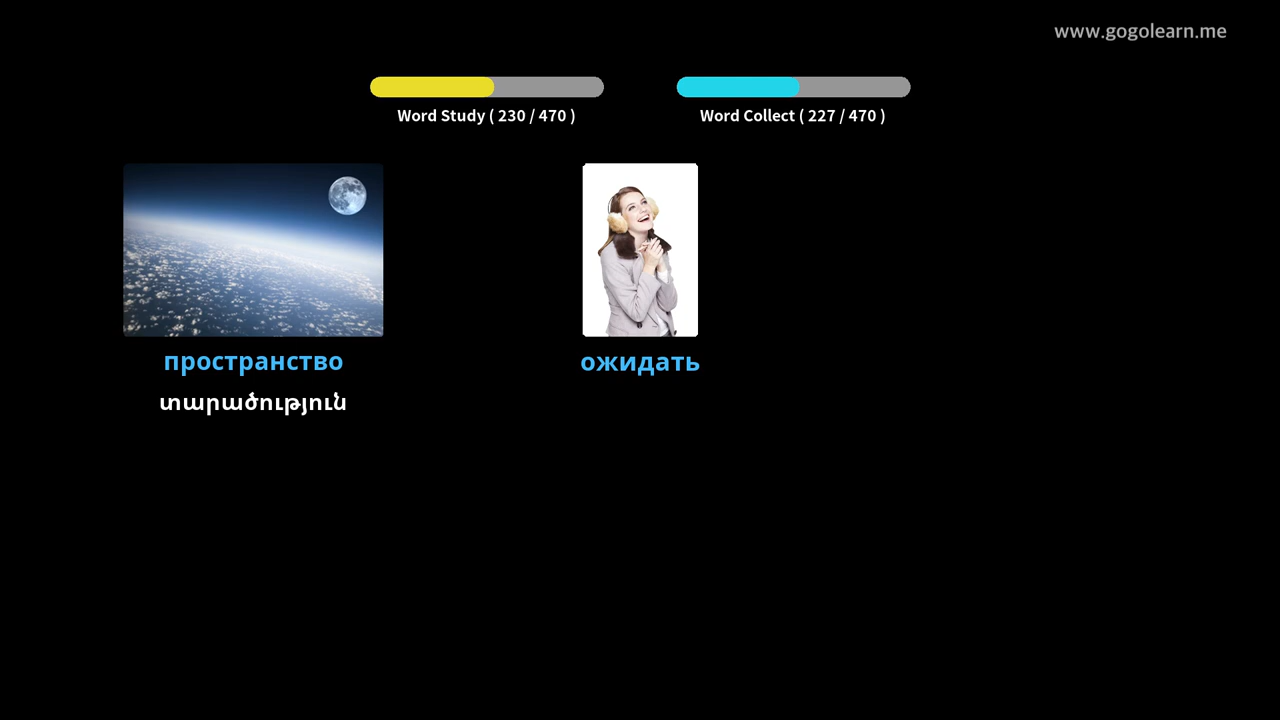 www.gogolearn.me
Word Study ( 230 / 470 )
Word Collect ( 227 / 470 )
пространство
տարածություն
ожидать